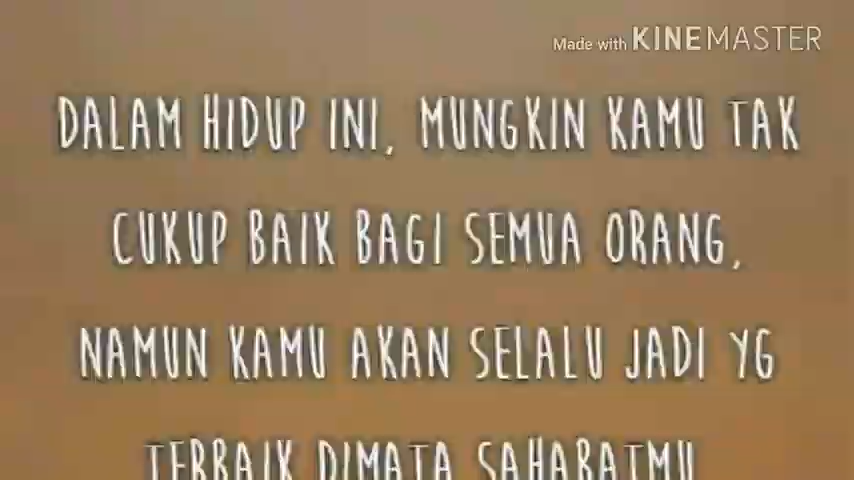 Made with KINEMASTER
DALAM HIDUP INI, MUNGKIN KAMU TAK
CUKUP BAIK BAGI SEMUA ORANG,
NAMUN KAMU AKAN SELALU JADI YG
TERBAIK DIMATA SAHABATMU